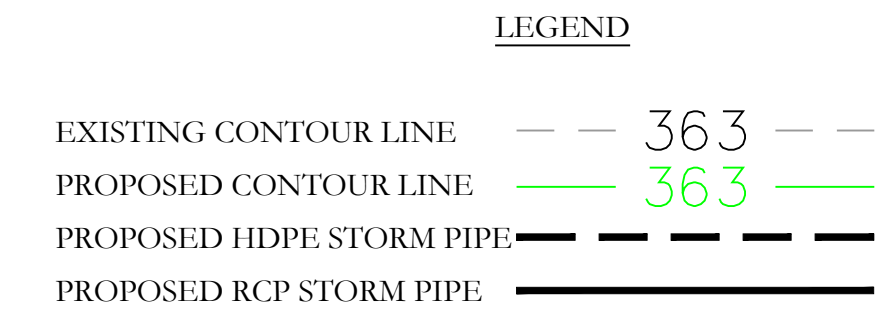 LEGEND
EXISTING CONTOUR LINE 363
PROPOSED CONTOUR LINE 363
PROPOSED HDPE STORM PIPE
PROPOSED RCP STORM PIPE